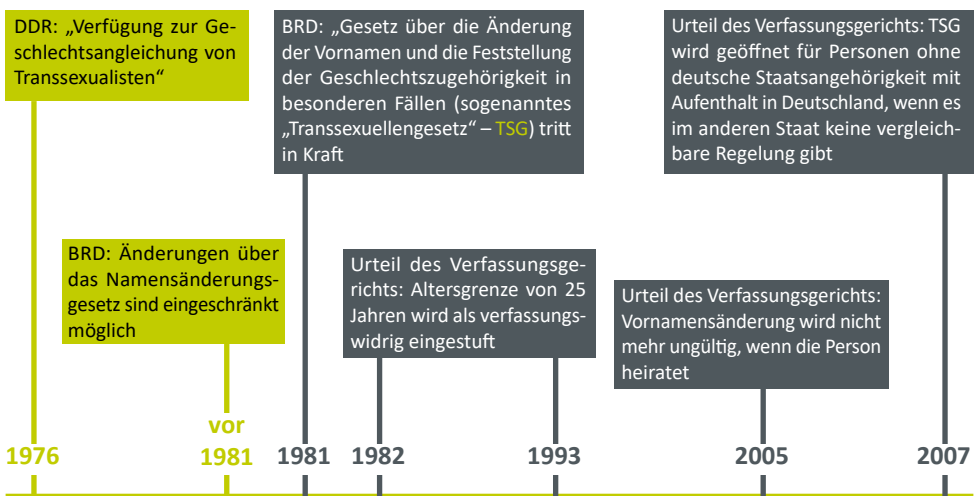 DDR: „Verfügung zur Ge-
schlechtsangleichung von
Transsexualisten“
BRD: „Gesetz über die Änderung
der Vornamen und die Feststellung
der Geschlechtszugehörigkeit in
besonderen Fällen (sogenanntes
„Transsexuellengesetz“ – TSG) tritt
in Kraft
Urteil des Verfassungsgerichts: TSG
wird geöffnet für Personen ohne
deutsche Staatsangehörigkeit mit
Aufenthalt in Deutschland, wenn es
im anderen Staat keine vergleich-
bare Regelung gibt
BRD: Änderungen über
das Namensänderungs-
gesetz sind eingeschränkt
möglich
Urteil des Verfassungsge-
richts: Altersgrenze von 25
Jahren wird als verfassungs-
widrig eingestuft
Urteil des Verfassungsgerichts:
Vornamensänderung wird nicht
mehr ungültig, wenn die Person
heiratet
1976
vor
1981
1981
1982
1993
2005
2007